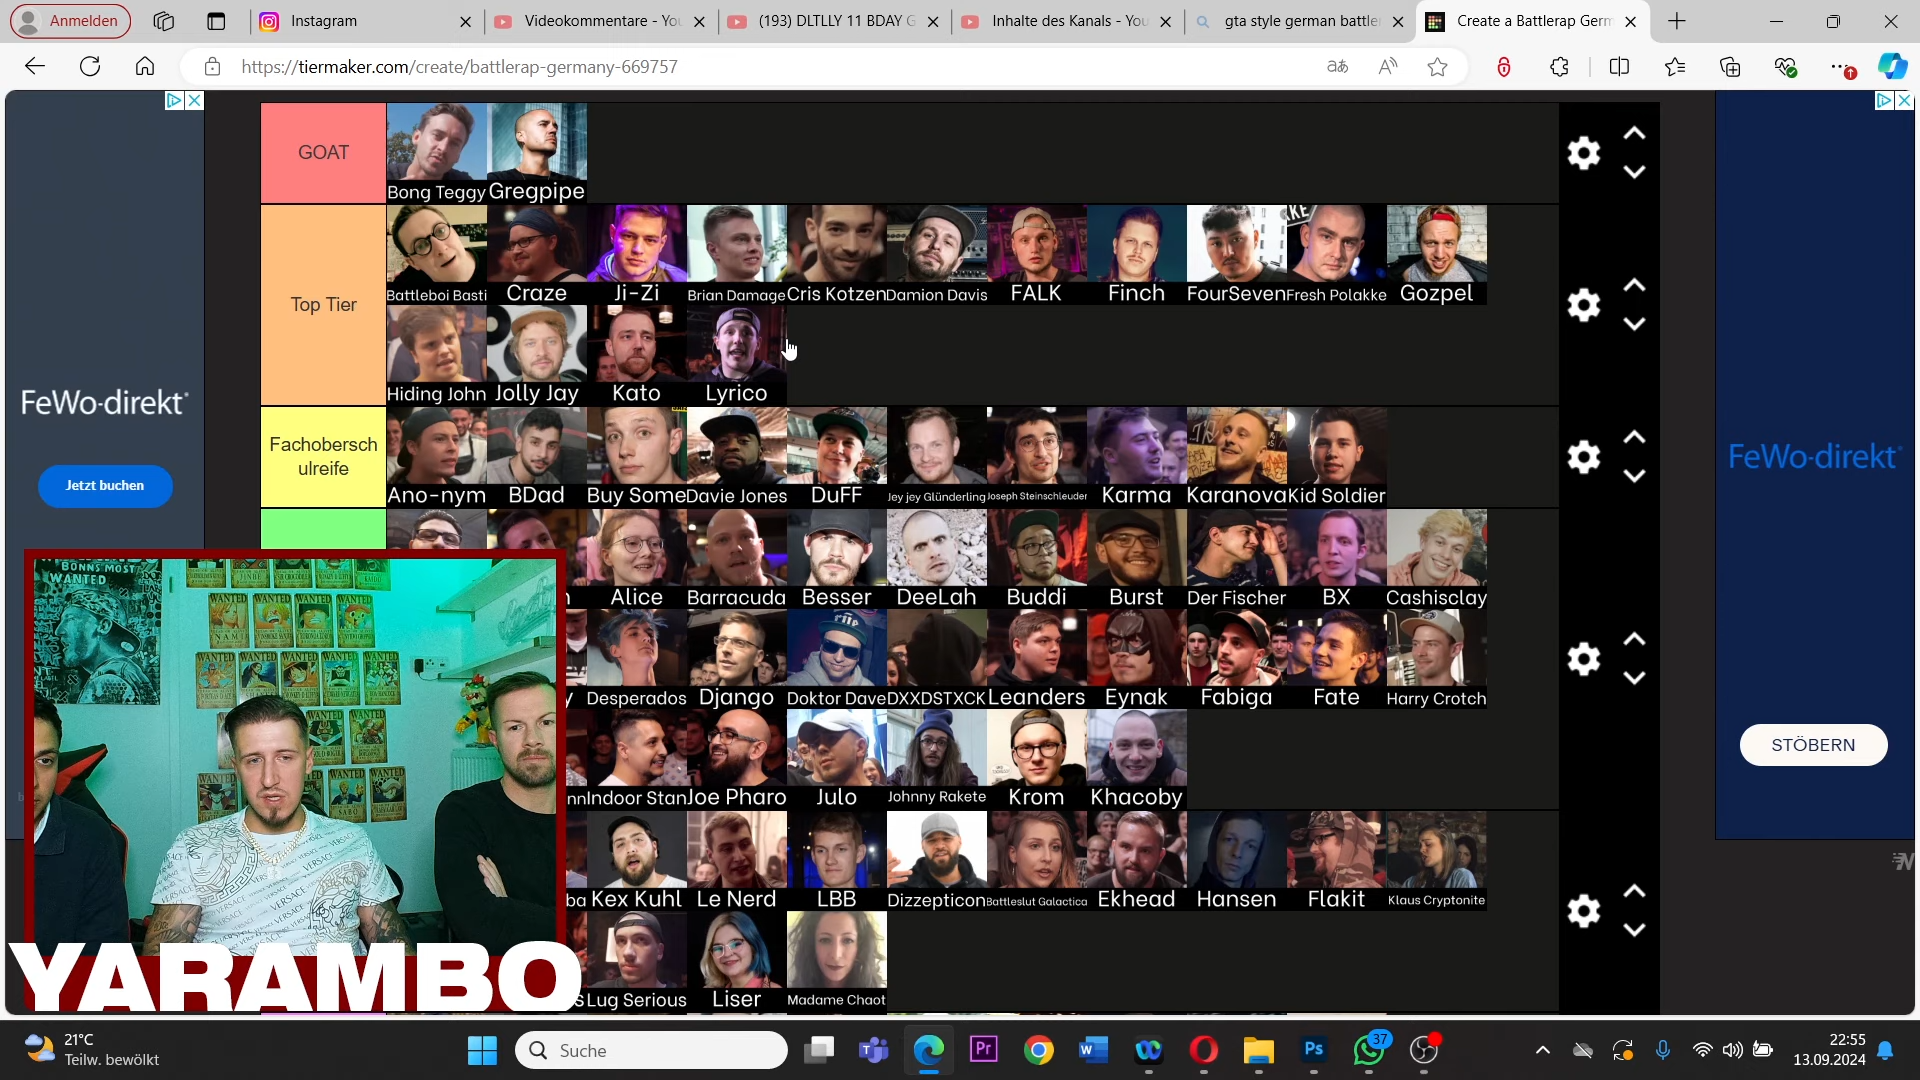 Anmelden
Instagram
Videokommentare - You
(193) DLTLLY 11 BDAY G
Inhalte des Kanals - You
gta style german battler
Create a Battlerap Germ
https://tiermaker.com/create/battlerap-germany-669757
GOAT
Bong Teggy
Gregpipe
Top Tier
Battleboi Basti
Craze
Ji-Zi
Brian Damage
Cris Kotzen
Damion Davis
FALK
Finch
FourSeven
Fresh Polakke
Gozpel
Hiding John
Jolly Jay
Kato
Lyrico
Fachobersch
ulreife
Ano-nym
BDad
Buy Some
Davie Jones
DuFF
Jey jey Glünderling
Joseph Steinschleuder
Karma
Karanova
Kid Soldier
Alice
Barracuda
Besser
DeeLah
Buddi
Burst
Der Fischer
BX
Cashisclay
Desperados
Django
Doktor Dave
DXXDSTXCK
Leanders
Eynak
Fabiga
Fate
Harry Crotch
Indoor Stan
Joe Pharo
Julo
Johnny Rakete
Krom
Khacoby
ba
Kex Kuhl
Le Nerd
LBB
Dizzepticon
Battleslut Galactica
Ekhead
Hansen
Flakit
Klaus Cryptonite
Lug Serious
Liser
Madame Chaot
FeWo-direkt
Jetzt buchen
FeWo-direkt
STÖBERN
BONNS MOST
WANTED
WANTED
NAMI
SABO
VERSACE
YARAMBO
21°C
Teilw. bewölkt
Suche
37
22:55
13.09.2024